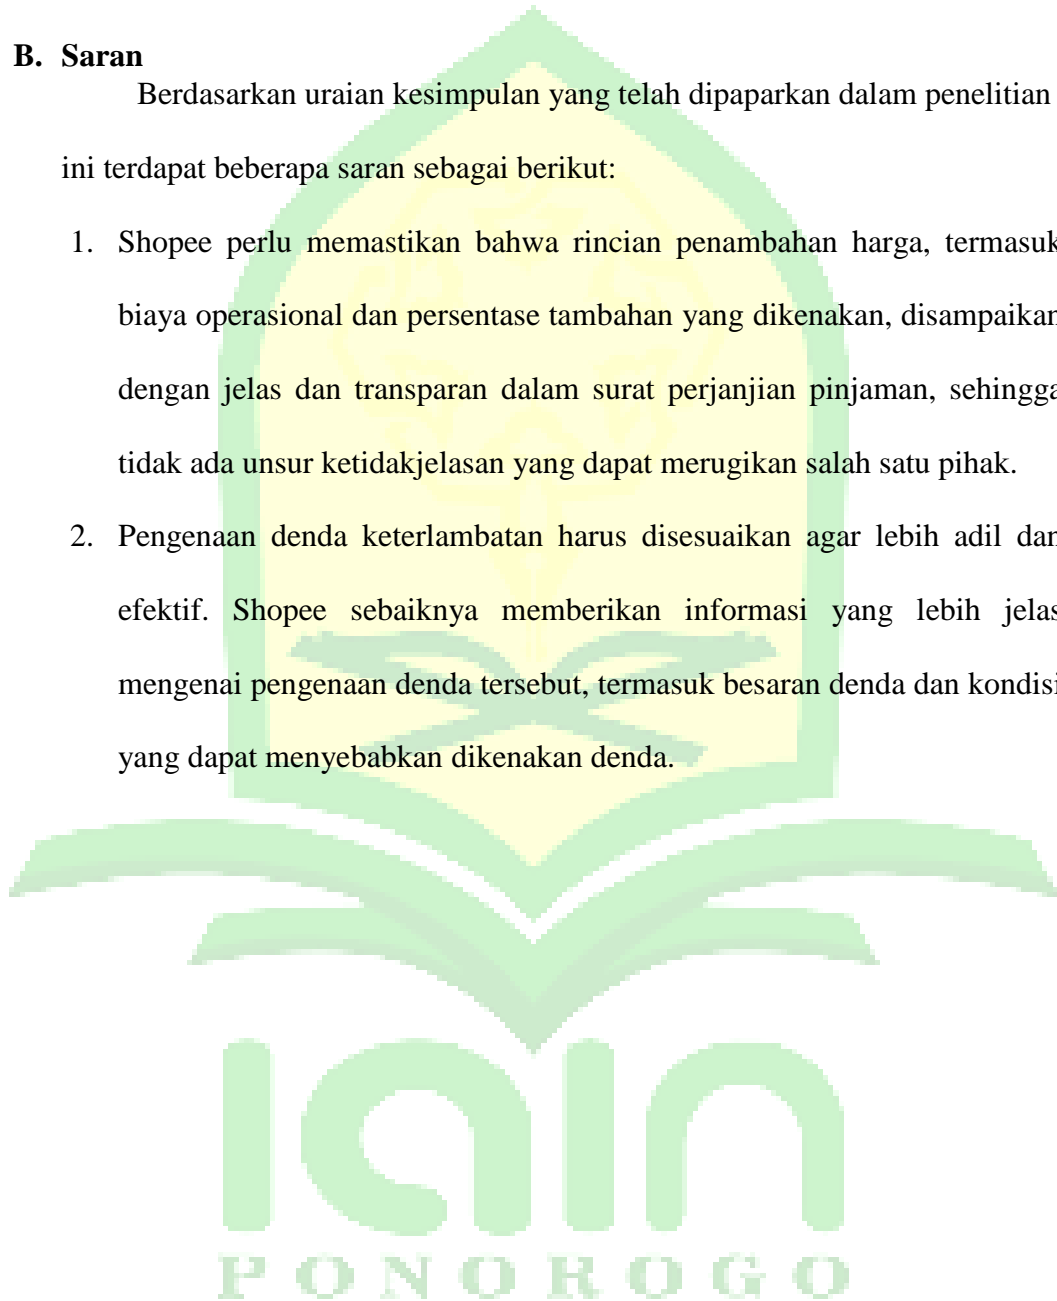 B. Saran
Berdasarkan uraian kesimpulan yang telah dipaparkan dalam penelitian
ini terdapat beberapa saran sebagai berikut:
1. Shopee perlu memastikan bahwa rincian penambahan harga, termasuk
biaya operasional dan persentase tambahan yang dikenakan, disampaikan
dengan jelas dan transparan dalam surat perjanjian pinjaman, sehingga
tidak ada unsur ketidakjelasan yang dapat merugikan salah satu pihak.
2. Pengenaan denda keterlambatan harus disesuaikan agar lebih adil dan
efektif. Shopee sebaiknya memberikan informasi yang lebih jelas
mengenai pengenaan denda tersebut, termasuk besaran denda dan kondisi
yang dapat menyebabkan dikenakan denda.
iain
PONOROGO